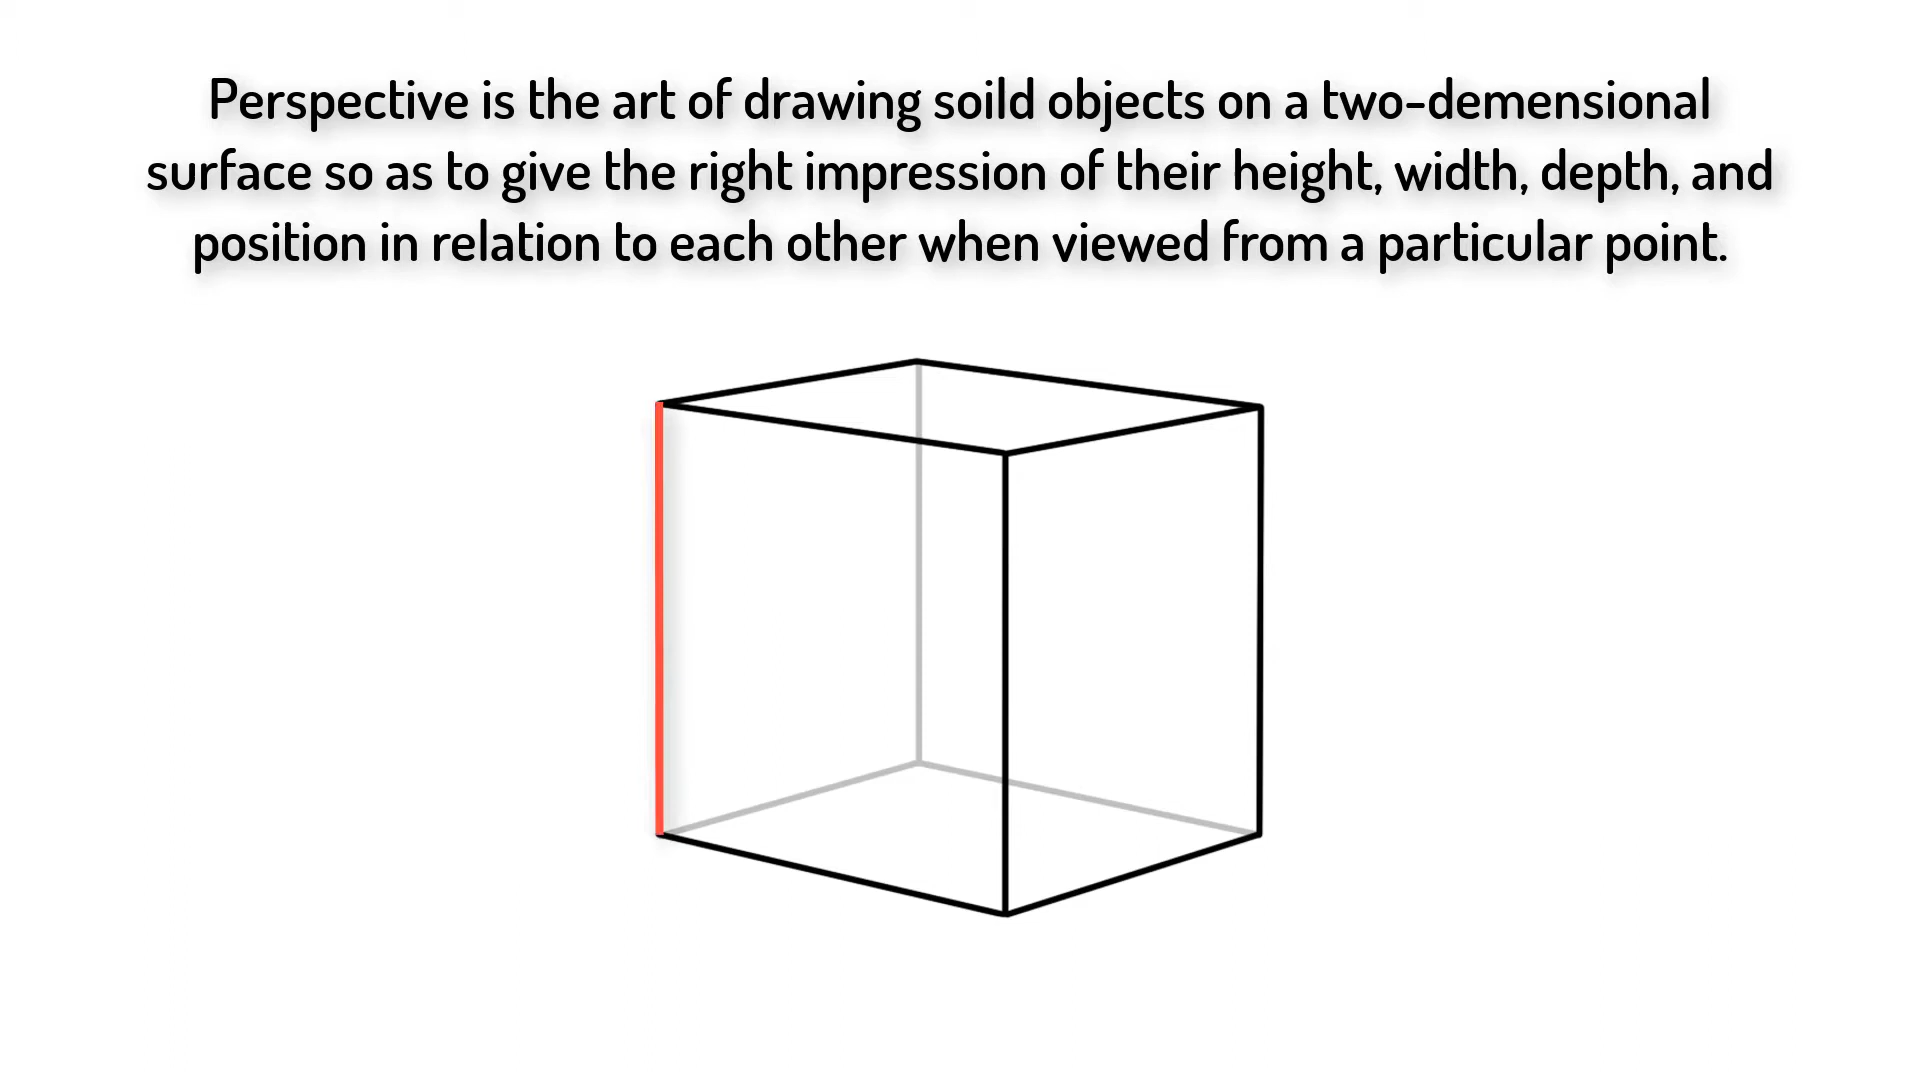 Perspective is the art of drawing soild objects on a two-demensional
surface so as to give the right impression of their height, width, depth, and
position in relation to each other when viewed from a particular point.